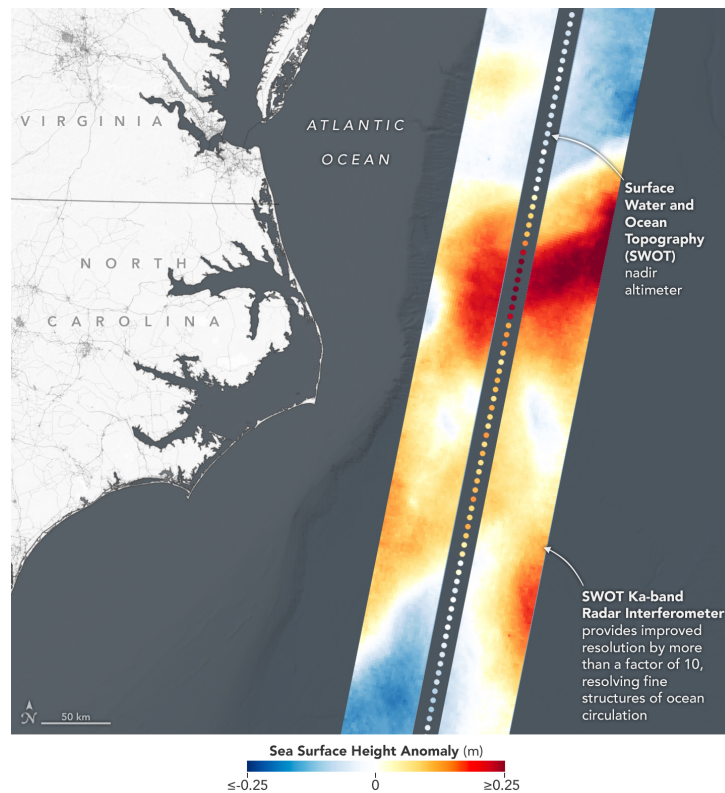 VIRGINIA
ATLANTIC
OCEAN
Surface
Water and
Ocean
Topography
(SWOT)
nadir
altimeter
NORTH
CAROLINA
SWOT Ka-band
Radar Interferometer
provides improved
resolution by more
than a factor of 10,
resolving fine
structures of ocean
circulation
N
50 km
Sea Surface Height Anomaly (m)
≤-0.25 0 ≥0.25